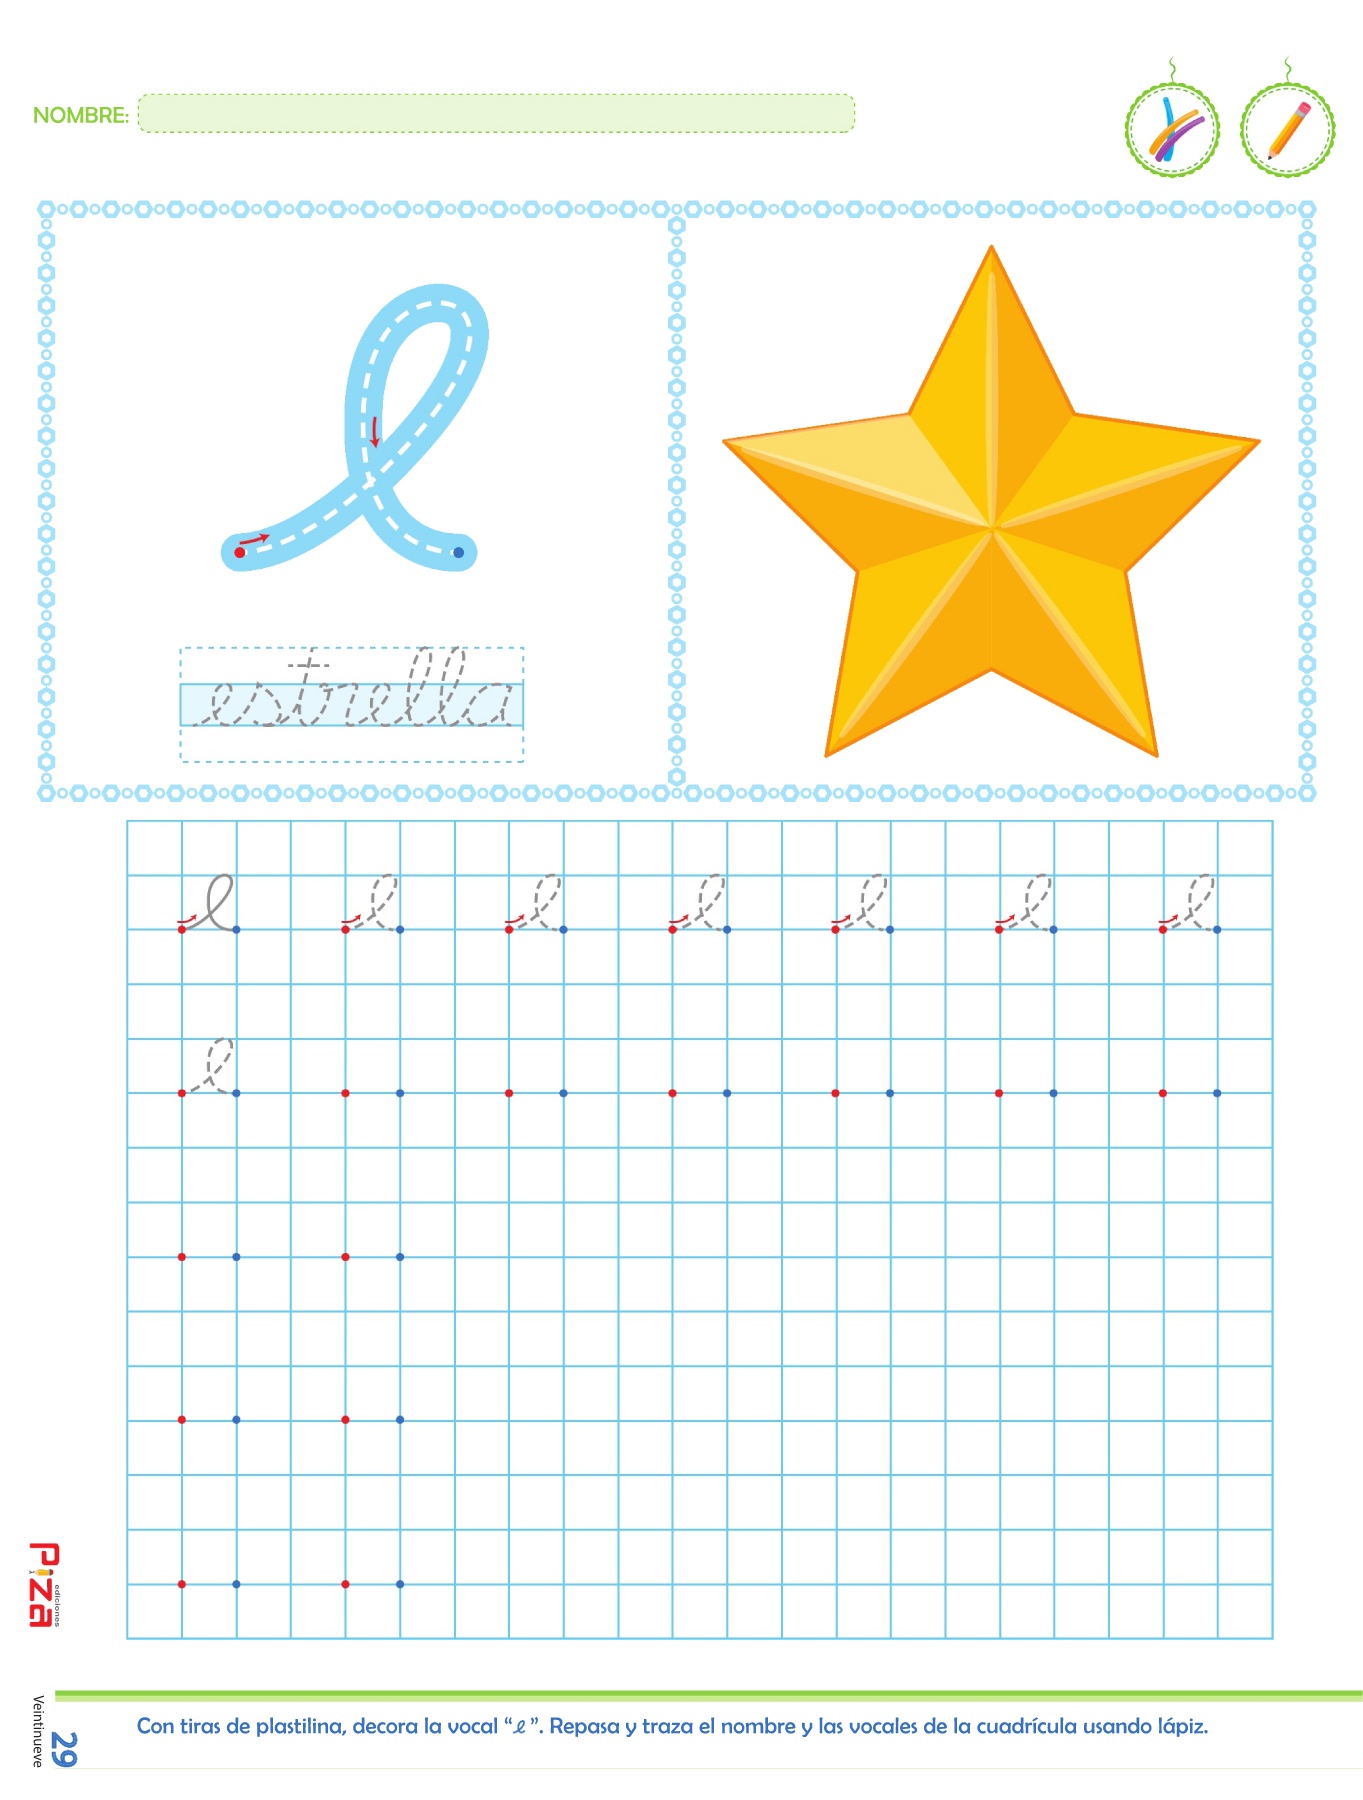 NOMBRE:
e
estrella
e e e e e e e
e
Con tiras de plastilina, decora la vocal “e”. Repasa y traza el nombre y las vocales de la cuadrícula usando lápiz.
Piza
ediciones
Veintinueve
29